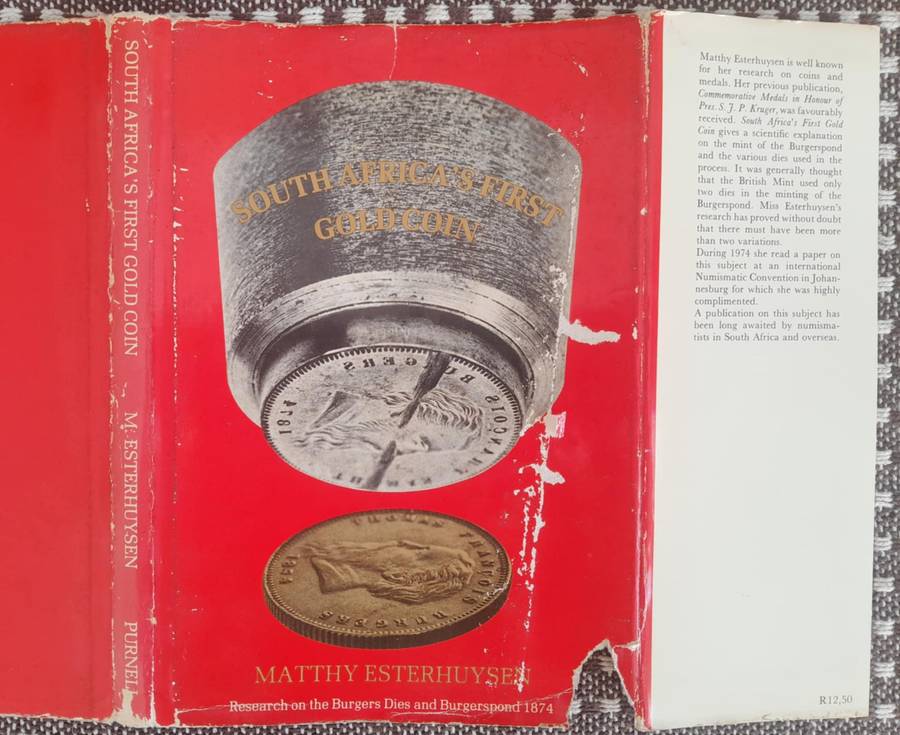 SOUTH AFRICA'S FIRST GOLD COIN M. ESTERHUYSEN PURNELL
SOUTH AFRICA'S FIRST
GOLD COIN
BURGERS
1874
THOMAS FRANCOIS
BURGERS
1874
MATTHY ESTERHUYSEN
Research on the Burgers Dies and Burgerspond 1874
Matthy Esterhuysen is well known
for her research on coins and
medals. Her previous publication,
Commemorative Medals in Honour of
Pres. S. J. P. Kruger, was favourably
received. South Africa's First Gold
Coin gives a scientific explanation
on the mint of the Burgerspond
and the various dies used in the
process. It was generally thought
that the British Mint used only
two dies in the minting of the
Burgerspond. Miss Esterhuysen's
research has proved without doubt
that there must have been more
than two variations.
During 1974 she read a paper on
this subject at an international
Numismatic Convention in Johan-
nesburg for which she was highly
complimented.
A publication on this subject has
been long awaited by numisma-
tists in South Africa and overseas.
R12,50